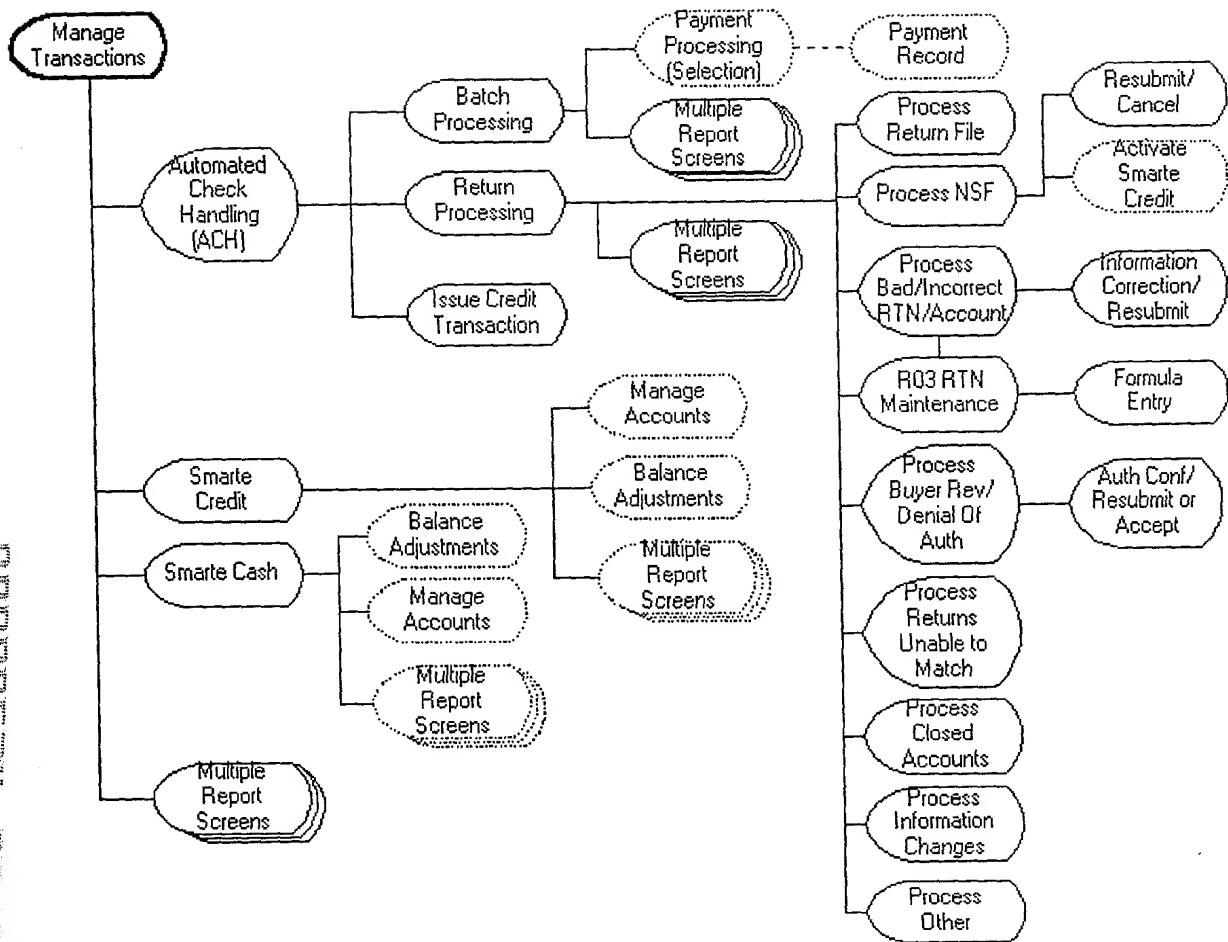 Manage
Transactions
Payment
Processing
(Selection)
Payment
Record
Batch
Processing
Multiple
Report
Screens
Process
Return File
Resubmit/
Cancel
Automated
Check
Handling
(ACH)
Return
Processing
Multiple
Report
Screens
Process NSF
Activate
Smarte
Credit
Issue Credit
Transaction
Process
Bad/Incorrect
RTN/Account
Information
Correction/
Resubmit
R03 RTN
Maintenance
Formula
Entry
Manage
Accounts
Smarte
Credit
Balance
Adjustments
Process
Buyer Rev/
Denial Of
Auth
Auth Conf/
Resubmit or
Accept
Multiple
Report
Screens
Smarte Cash
Balance
Adjustments
Manage
Accounts
Multiple
Report
Screens
Process
Returns
Unable to
Match
Process
Closed
Accounts
Multiple
Report
Screens
Process
Information
Changes
Process
Other